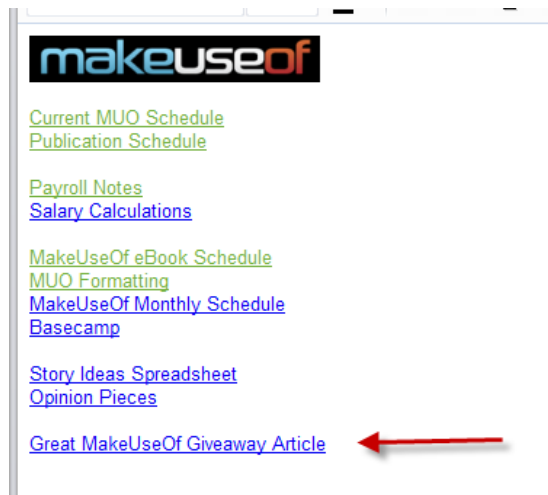 makeuseof
Current MUO Schedule
Publication Schedule
Payroll Notes
Salary Calculations
MakeUseOf eBook Schedule
MUO Formatting
MakeUseOf Monthly Schedule
Basecamp
Story Ideas Spreadsheet
Opinion Pieces
Great MakeUseOf Giveaway Article